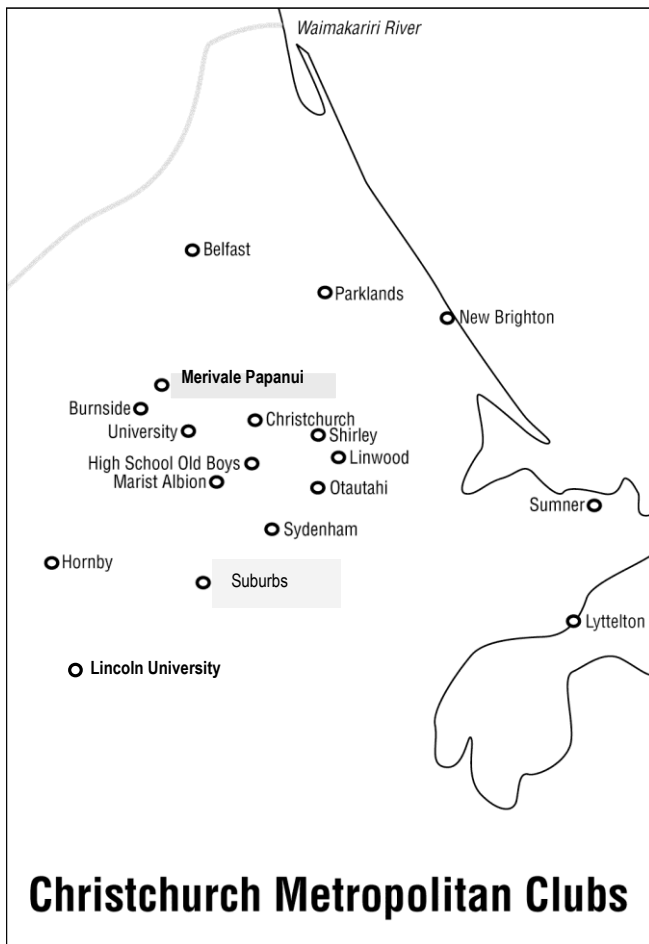 Waimakariri River
Belfast
Parklands
New Brighton
Merivale Papanui
Burnside
Christchurch
University
Shirley
High School Old Boys
Linwood
Marist Albion
Otautahi
Sumner
Sydenham
Hornby
Suburbs
Lyttelton
Lincoln University
Christchurch Metropolitan Clubs